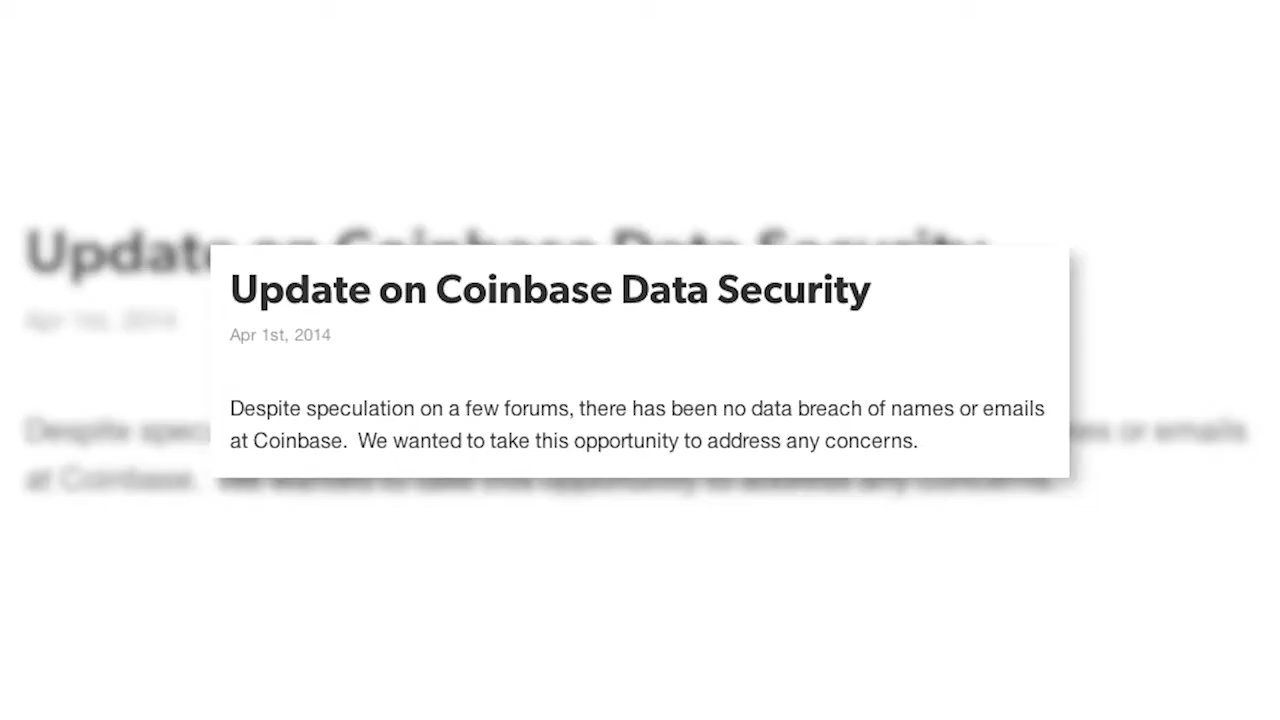 Update on Coinbase Data Security
Apr 1st, 2014
Despite speculation on a few forums, there has been no data breach of names or emails
at Coinbase.  We wanted to take this opportunity to address any concerns.